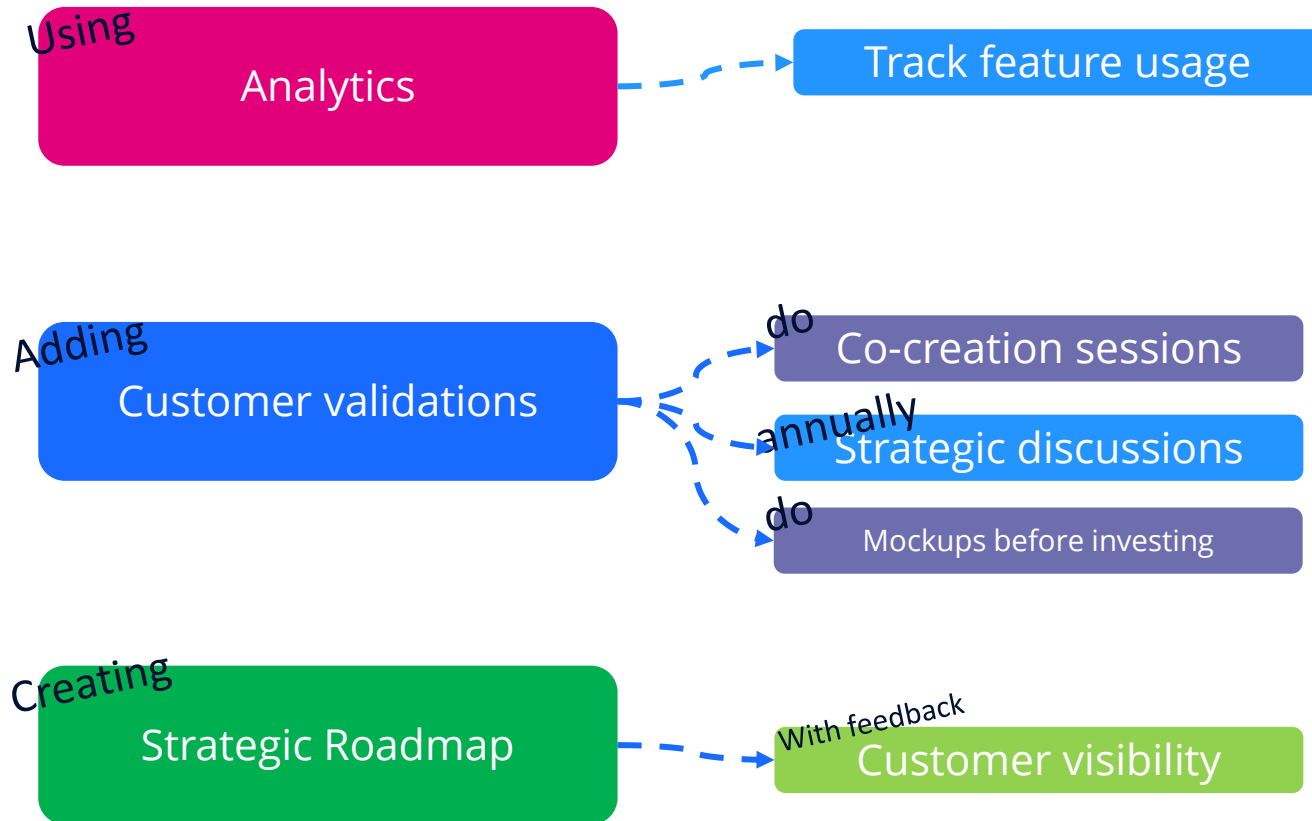 Using
Analytics
Track feature usage
Adding
Customer validations
do
Co-creation sessions
annually
Strategic discussions
do
Mockups before investing
Creating
Strategic Roadmap
With feedback
Customer visibility